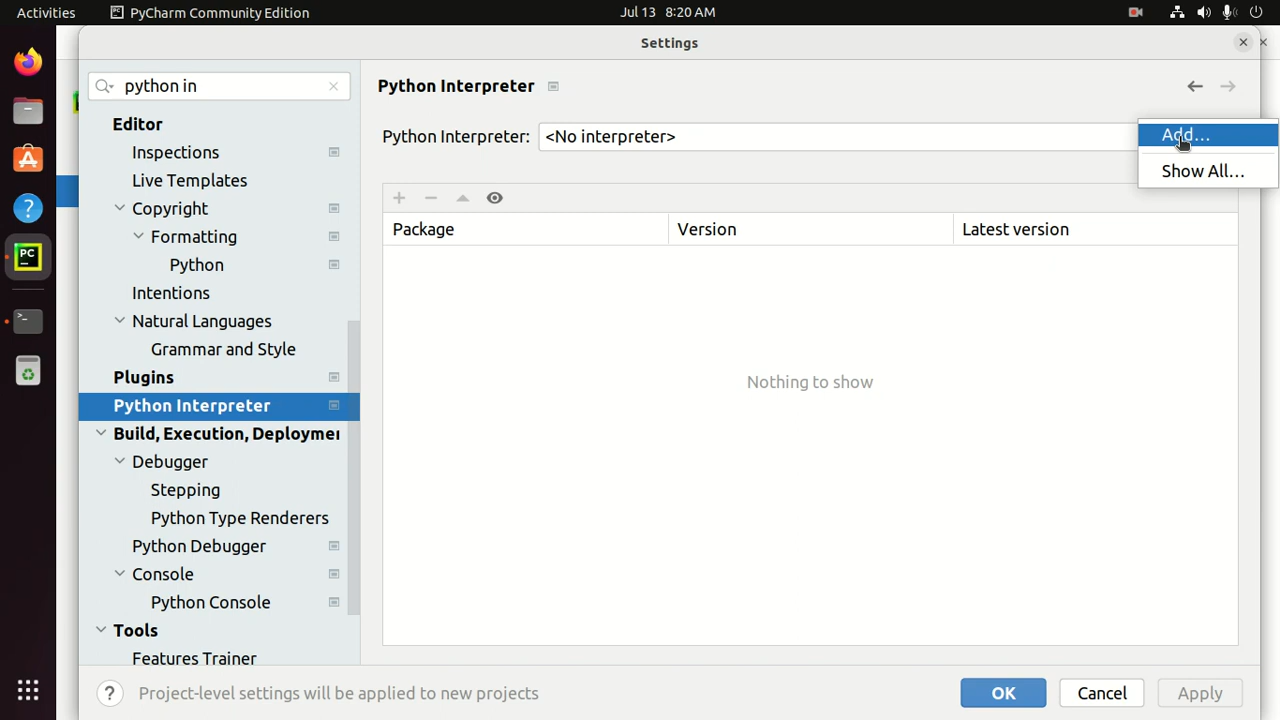 Activities
PyCharm Community Edition
Jul 13 8:20 AM
Settings
python in
Editor
Inspections
Live Templates
Copyright
Formatting
Python
Intentions
Natural Languages
Grammar and Style
Plugins
Python Interpreter
Build, Execution, Deploymen
Debugger
Stepping
Python Type Renderers
Python Debugger
Console
Python Console
Tools
Features Trainer
Python Interpreter
Python Interpreter: <No interpreter>
Add...
Show All...
Package Version Latest version
Nothing to show
? Project-level settings will be applied to new projects
OK Cancel Apply
PC
?
>_